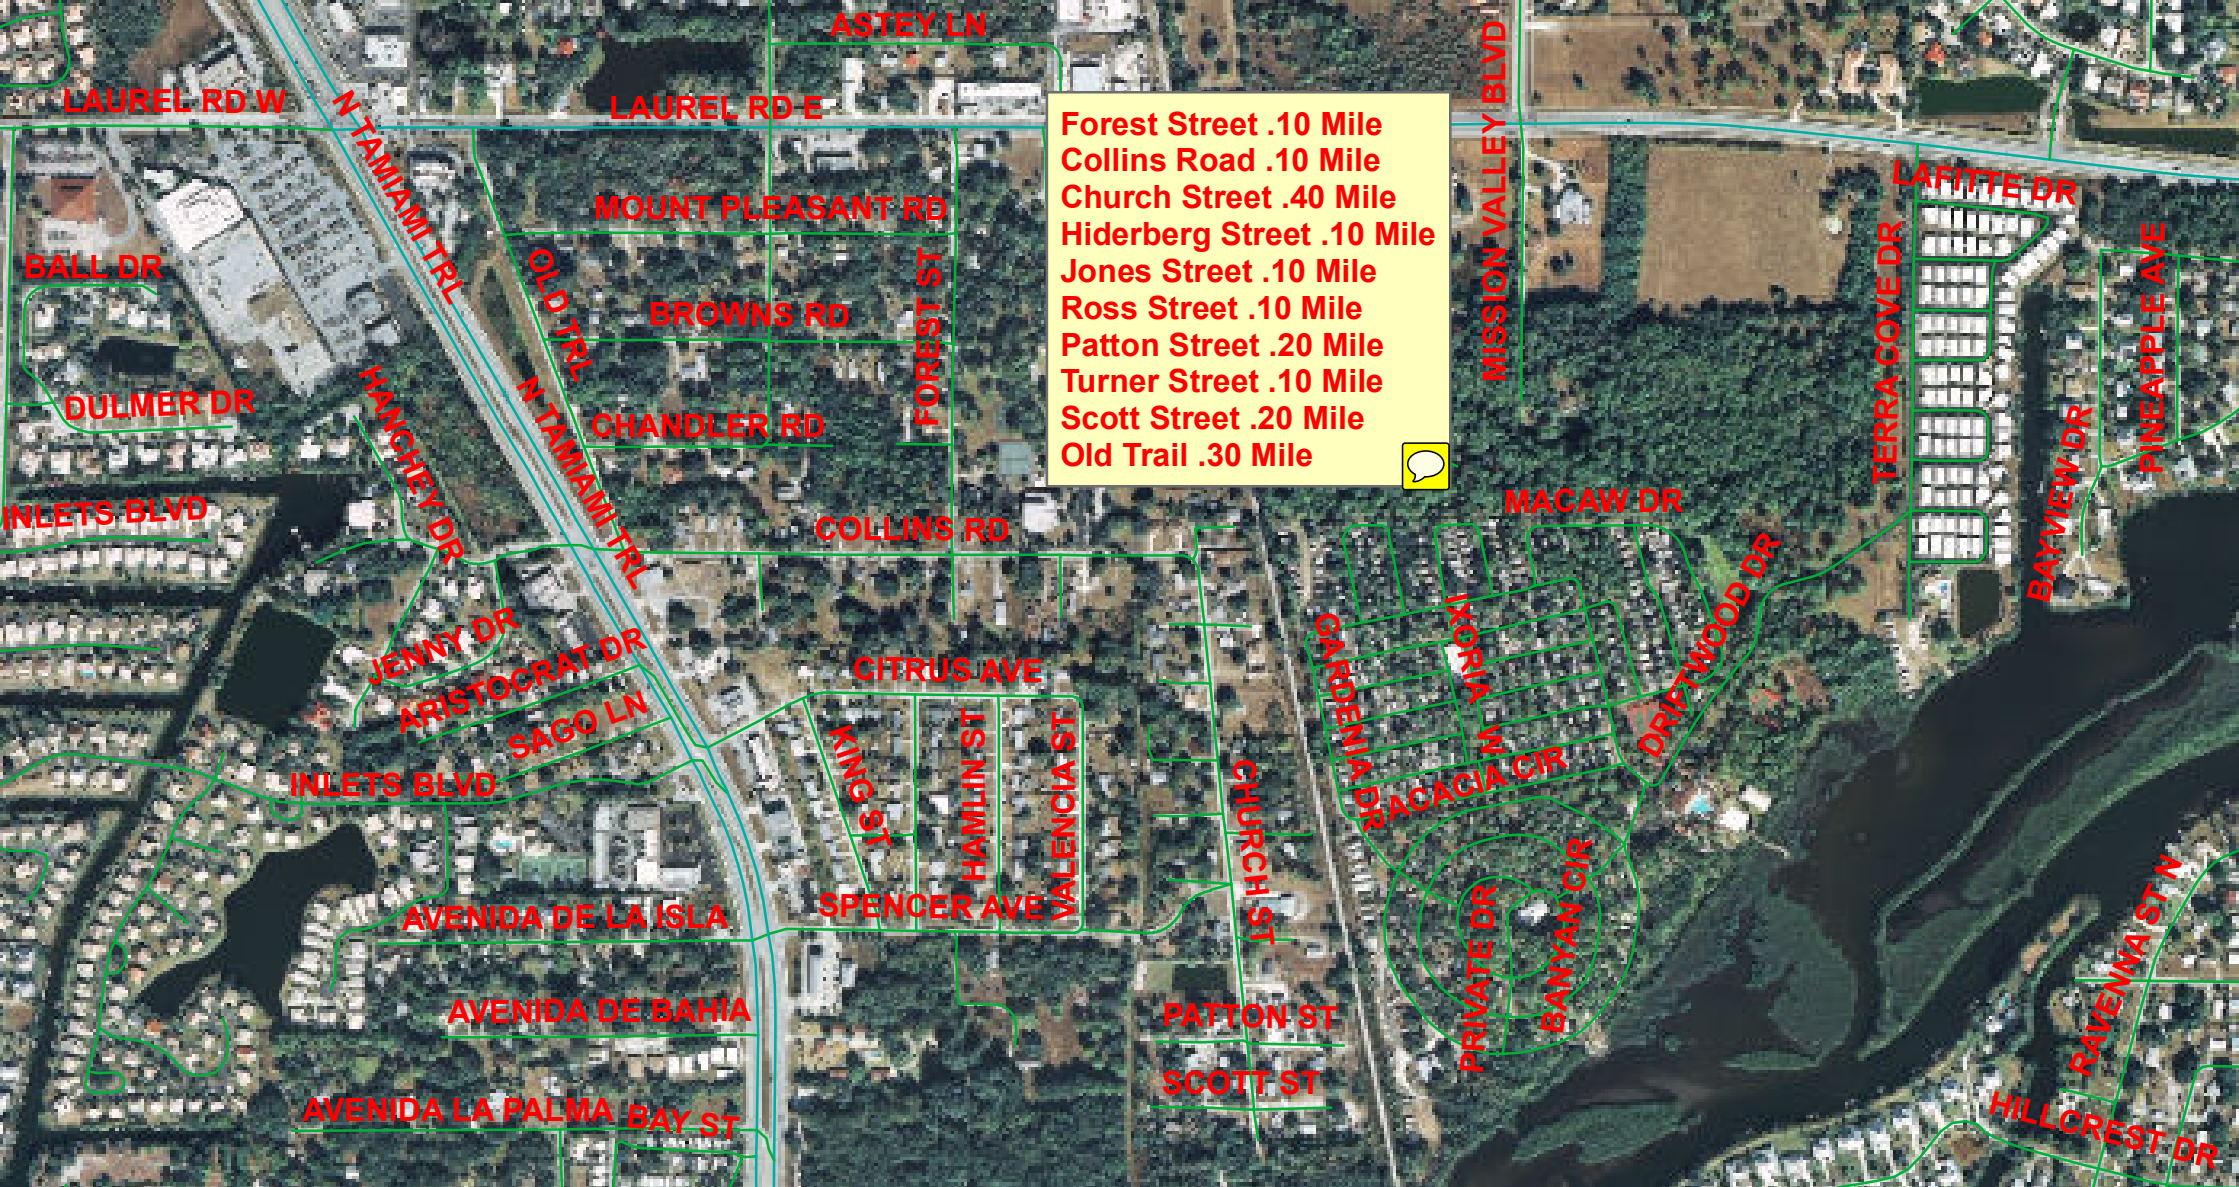 ASTEY LN
LAUREL RD W
N TAMIAMI TRL
LAUREL RD E
MISSION VALLEY BLVD
Forest Street .10 Mile
Collins Road .10 Mile
Church Street .40 Mile
Hiderberg Street .10 Mile
Jones Street .10 Mile
Ross Street .10 Mile
Patton Street .20 Mile
Turner Street .10 Mile
Scott Street .20 Mile
Old Trail .30 Mile
LAFITTE DR
MOUNT PLEASANT RD
BALL DR
OLD TRL
FOREST ST
TERRA COVE DR
PINEAPPLE AVE
BROWNS RD
DULMER DR
HANCHEY DR
N TAMIAMI TRL
CHANDLER RD
BAYVIEW DR
INLETS BLVD
COLLINS RD
MACAW DR
DRIFTWOOD DR
JENNY DR
ARISTOCRAT DR
SAGO LN
CITRUS AVE
GARDENIA DR
IXORIA W
KING ST
HAMLIN ST
VALENCIA ST
CHURCH ST
ACACIA CIR
INLETS BLVD
AVENIDA DE LA ISLA
SPENCER AVE
PRIVATE DR
BANYAN CIR
RAVENNA ST N
AVENIDA DE BAHIA
PATTON ST
SCOTT ST
AVENIDA LA PALMA
BAY ST
HILLCREST DR